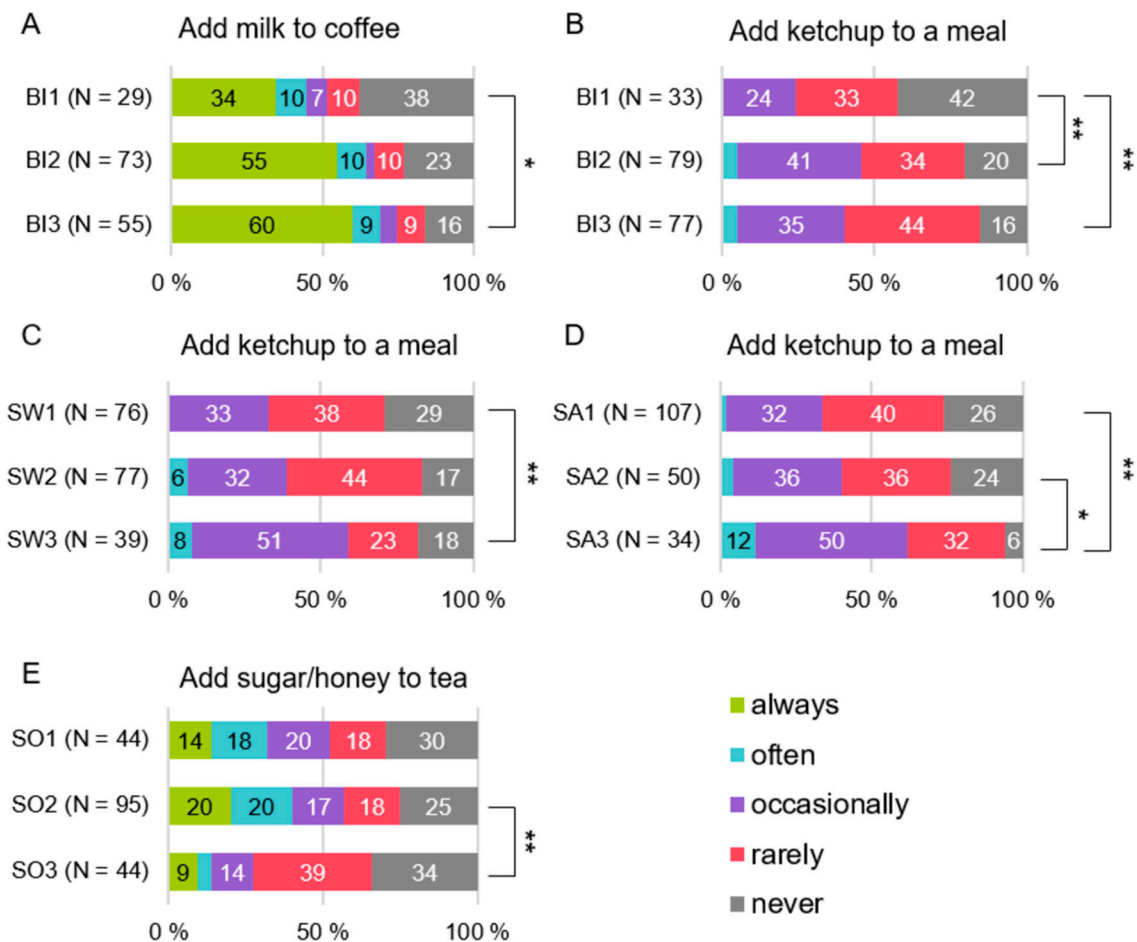 A Add milk to coffee
BI1 (N = 29) 34 10 7 10 38
BI2 (N = 73) 55 10 10 23
BI3 (N = 55) 60 9 9 16
*
0 % 50 % 100 %
B Add ketchup to a meal
BI1 (N = 33) 24 33 42
BI2 (N = 79) 41 34 20
BI3 (N = 77) 35 44 16
** **
0 % 50 % 100 %
C Add ketchup to a meal
SW1 (N = 76) 33 38 29
SW2 (N = 77) 6 32 44 17
SW3 (N = 39) 8 51 23 18
**
0 % 50 % 100 %
D Add ketchup to a meal
SA1 (N = 107) 32 40 26
SA2 (N = 50) 36 36 24
SA3 (N = 34) 12 50 32 6
* **
0 % 50 % 100 %
E Add sugar/honey to tea
SO1 (N = 44) 14 18 20 18 30
SO2 (N = 95) 20 20 17 18 25
SO3 (N = 44) 9 14 39 34
**
0 % 50 % 100 %
always
often
occasionally
rarely
never